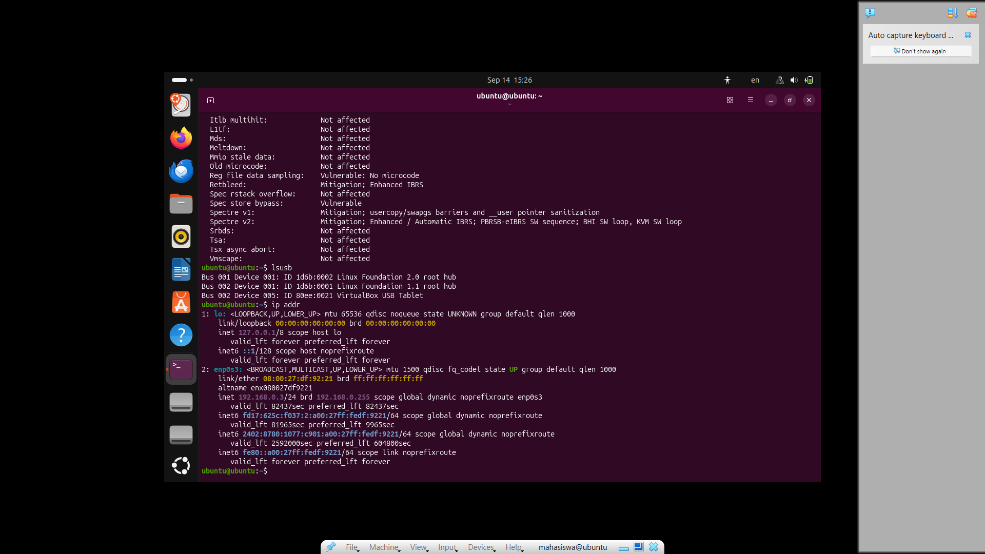 Auto capture keyboard ...
Don't show again
Sep 14 15:26
en
ubuntu@ubuntu: ~
Itlb Multihit: Not affected
L1tf: Not affected
Mds: Not affected
Meltdown: Not affected
Mmio stale data: Not affected
Old microcode: Not affected
Reg file data sampling: Vulnerable: No microcode
Retbleed: Mitigation; Enhanced IBRS
Spec rstack overflow: Not affected
Spec store bypass: Vulnerable
Spectre v1: Mitigation; usercopy/swapgs barriers and __user pointer sanitization
Spectre v2: Mitigation; Enhanced / Automatic IBRS; PBRSB-eIBRS SW sequence; BHI SW loop, KVM SW loop
Srbds: Not affected
Tsa: Not affected
Tsx async abort: Not affected
Vmscape: Not affected
ubuntu@ubuntu:~$ lsusb
Bus 001 Device 001: ID 1d6b:0002 Linux Foundation 2.0 root hub
Bus 002 Device 001: ID 1d6b:0001 Linux Foundation 1.1 root hub
Bus 002 Device 005: ID 80ee:0021 VirtualBox USB Tablet
ubuntu@ubuntu:~$ ip addr
1: lo: <LOOPBACK,UP,LOWER_UP> mtu 65536 qdisc noqueue state UNKNOWN group default qlen 1000
link/loopback 00:00:00:00:00:00 brd 00:00:00:00:00:00
inet 127.0.0.1/8 scope host lo
valid_lft forever preferred_lft forever
inet6 ::1/128 scope host noprefixroute
valid_lft forever preferred_lft forever
2: enp0s3: <BROADCAST,MULTICAST,UP,LOWER_UP> mtu 1500 qdisc fq_codel state UP group default qlen 1000
link/ether 08:00:27:df:92:21 brd ff:ff:ff:ff:ff:ff
altname enx080027df9221
inet 192.168.0.3/24 brd 192.168.0.255 scope global dynamic noprefixroute enp0s3
valid_lft 82437sec preferred_lft 82437sec
inet6 fd17:625c:f037:2:a00:27ff:fedf:9221/64 scope global dynamic noprefixroute
valid_lft 81965sec preferred_lft 9965sec
inet6 2402:8780:1077:c901:a00:27ff:fedf:9221/64 scope global dynamic noprefixroute
valid_lft 2592000sec preferred_lft 604800sec
inet6 fe80::a00:27ff:fedf:9221/64 scope link noprefixroute
valid_lft forever preferred_lft forever
ubuntu@ubuntu:~$
File Machine View Input Devices Help mahasiswa@ubuntu